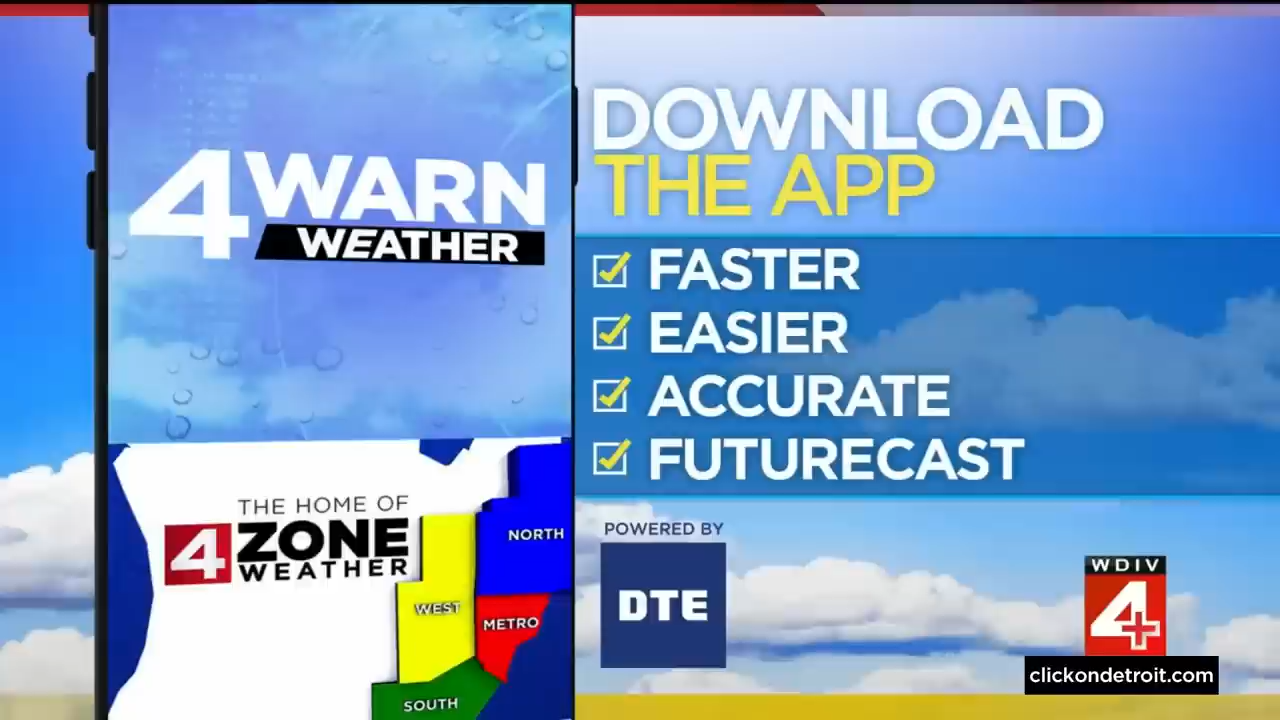 4 WARN
WEATHER
THE HOME OF
4 ZONE
WEATHER
NORTH
WEST
METRO
SOUTH
DOWNLOAD
THE APP
FASTER
EASIER
ACCURATE
FUTURECAST
POWERED BY
DTE
WDIV
4+
clickondetroit.com